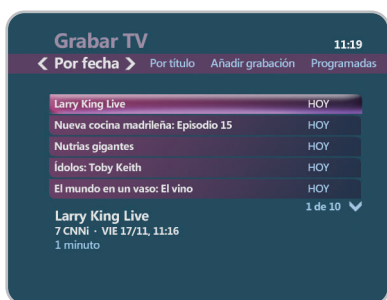 Grabar TV
11:19
Por fecha Por título Añadir grabación Programadas
Larry King Live HOY
Nueva cocina madrileña: Episodio 15 HOY
Nutrias gigantes HOY
Ídolos: Toby Keith HOY
El mundo en un vaso: El vino HOY
1 de 10
Larry King Live
7 CNNi · VIE 17/11, 11:16
1 minuto